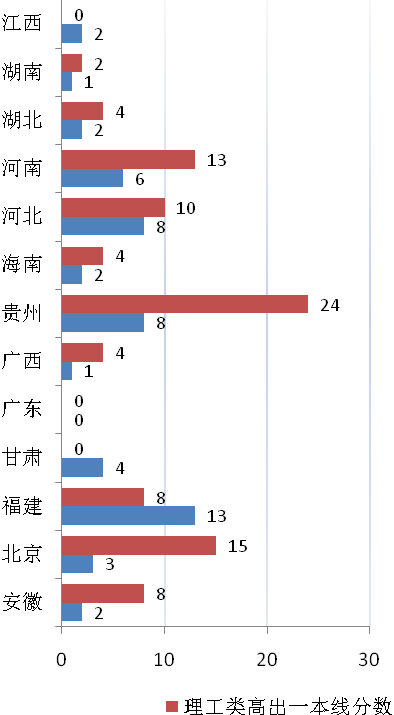 江西 0
2
湖南 2
1
湖北 4
2
河南 13
6
河北 10
8
海南 4
2
贵州 24
8
广西 4
1
广东 0
0
甘肃 0
4
福建 8
13
北京 15
3
安徽 8
2
0 10 20 30
理工类高出一本线分数